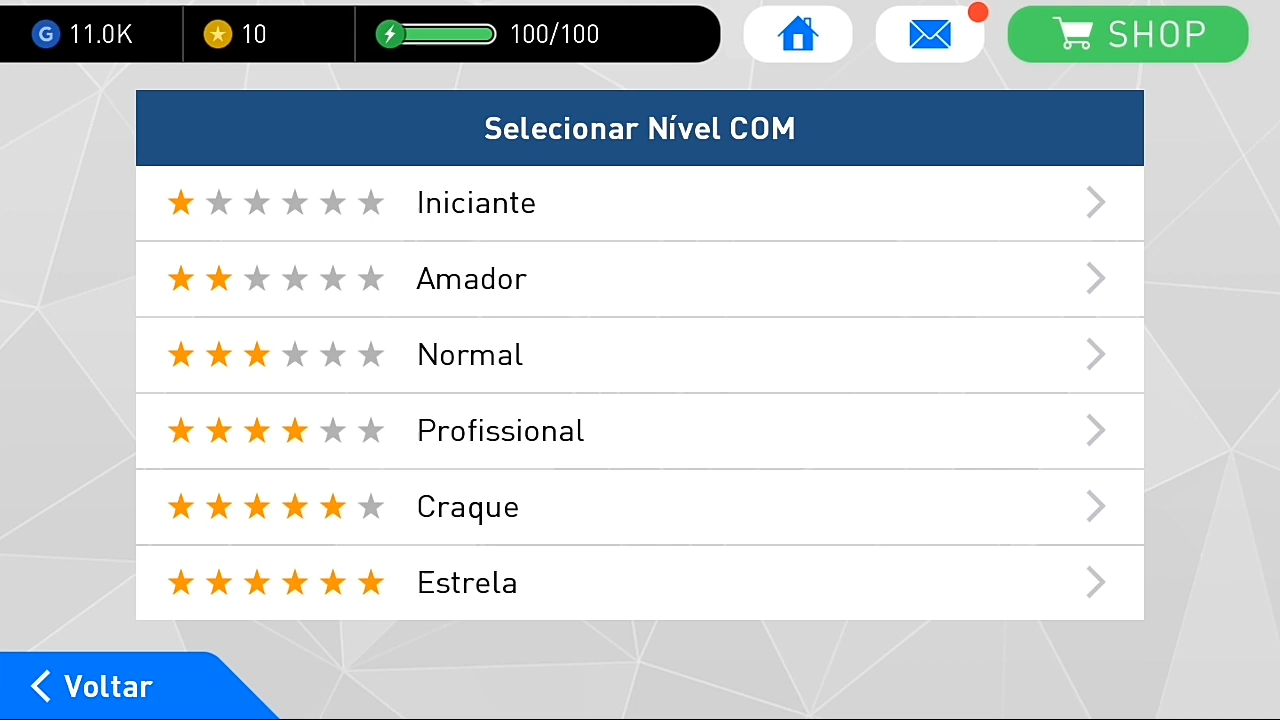 G 11.0K 10 100/100 SHOP
Selecionar Nível COM
Iniciante
Amador
Normal
Profissional
Craque
Estrela
Voltar